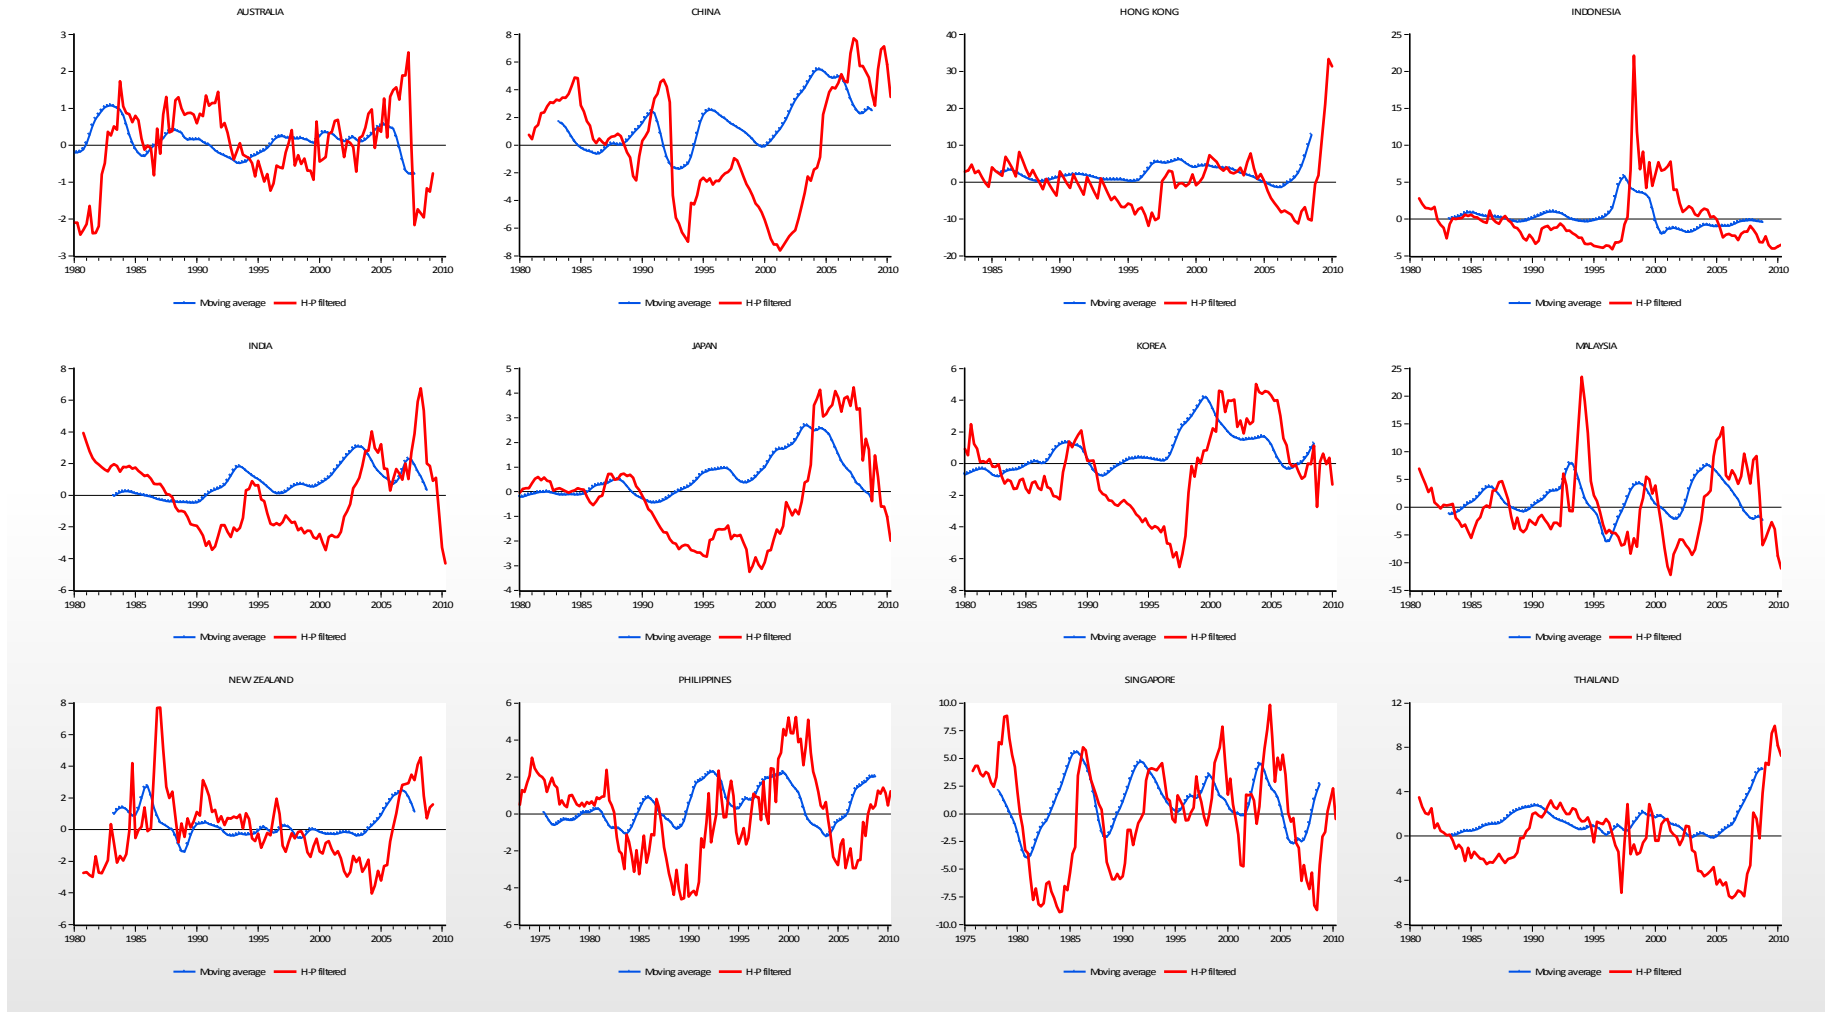 AUSTRALIA
3
2
1
0
-1
-2
-3
1980 1985 1990 1995 2000 2005 2010
Moving average H-P filtered
CHINA
8
6
4
2
0
-2
-4
-6
-8
1980 1985 1990 1995 2000 2005 2010
Moving average H-P filtered
HONG KONG
40
30
20
10
0
-10
-20
1985 1990 1995 2000 2005 2010
Moving average H-P filtered
INDONESIA
25
20
15
10
5
0
-5
1980 1985 1990 1995 2000 2005 2010
Moving average H-P filtered
INDIA
8
6
4
2
0
-2
-4
-6
1980 1985 1990 1995 2000 2005 2010
Moving average H-P filtered
JAPAN
5
4
3
2
1
0
-1
-2
-3
-4
1980 1985 1990 1995 2000 2005 2010
Moving average H-P filtered
KOREA
6
4
2
0
-2
-4
-6
-8
1980 1985 1990 1995 2000 2005 2010
Moving average H-P filtered
MALAYSIA
25
20
15
10
5
0
-5
-10
-15
1980 1985 1990 1995 2000 2005 2010
Moving average H-P filtered
NEW ZEALAND
8
6
4
2
0
-2
-4
-6
1980 1985 1990 1995 2000 2005 2010
Moving average H-P filtered
PHILIPPINES
6
4
2
0
-2
-4
-6
1975 1980 1985 1990 1995 2000 2005 2010
Moving average H-P filtered
SINGAPORE
10.0
7.5
5.0
2.5
0.0
-2.5
-5.0
-7.5
-10.0
1975 1980 1985 1990 1995 2000 2005 2010
Moving average H-P filtered
THAILAND
12
8
4
0
-4
-8
1980 1985 1990 1995 2000 2005 2010
Moving average H-P filtered